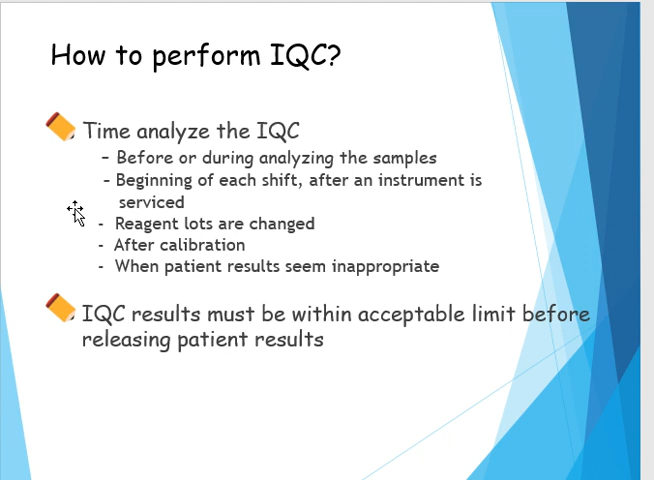 How to perform IQC?
Time analyze the IQC
– Before or during analyzing the samples
– Beginning of each shift, after an instrument is
serviced
- Reagent lots are changed
- After calibration
- When patient results seem inappropriate
IQC results must be within acceptable limit before
releasing patient results